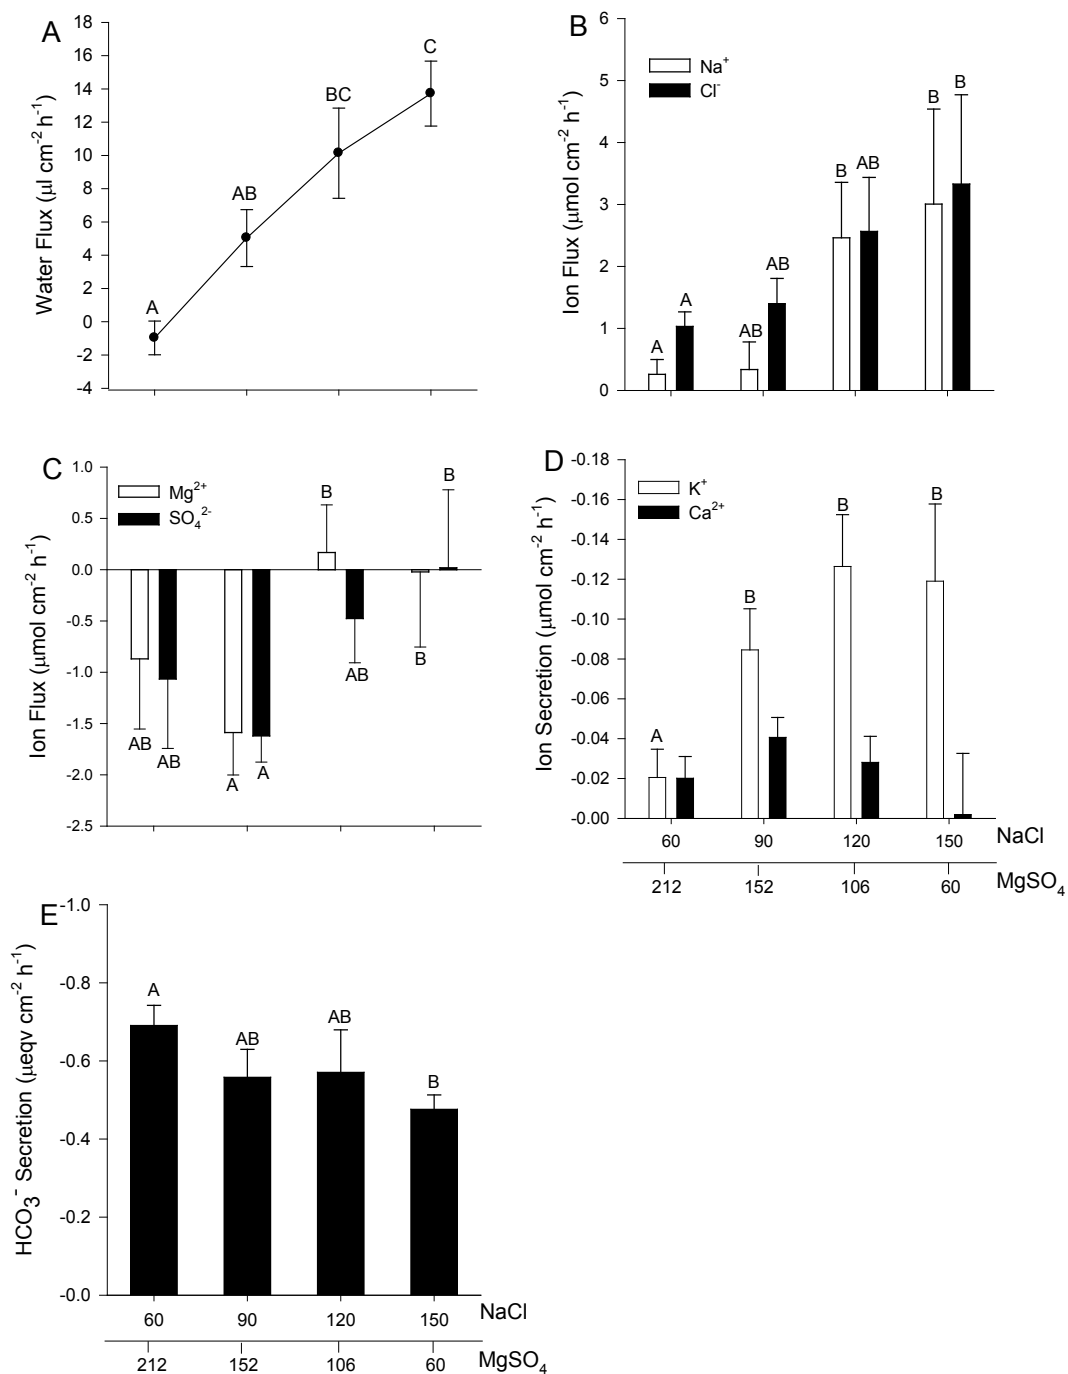 A
Water Flux (μl cm-2 h-1)
18
16
14
12
10
8
6
4
2
0
-2
-4
A
AB
BC
C
B
Ion Flux (μmol cm-2 h-1)
6
5
4
3
2
1
0
Na+
Cl-
A
A
AB
AB
B
AB
B
B
C
Ion Flux (μmol cm-2 h-1)
1.0
0.5
0.0
-0.5
-1.0
-1.5
-2.0
-2.5
Mg2+
SO4 2-
AB
AB
A
A
B
AB
B
B
D
Ion Secretion (μmol cm-2 h-1)
-0.18
-0.16
-0.14
-0.12
-0.10
-0.08
-0.06
-0.04
-0.02
-0.00
K+
Ca2+
A
B
B
B
60 90 120 150 NaCl
212 152 106 60 MgSO4
E
HCO3- Secretion (μeqv cm-2 h-1)
-1.0
-0.8
-0.6
-0.4
-0.2
-0.0
A
AB
AB
B
60 90 120 150 NaCl
212 152 106 60 MgSO4